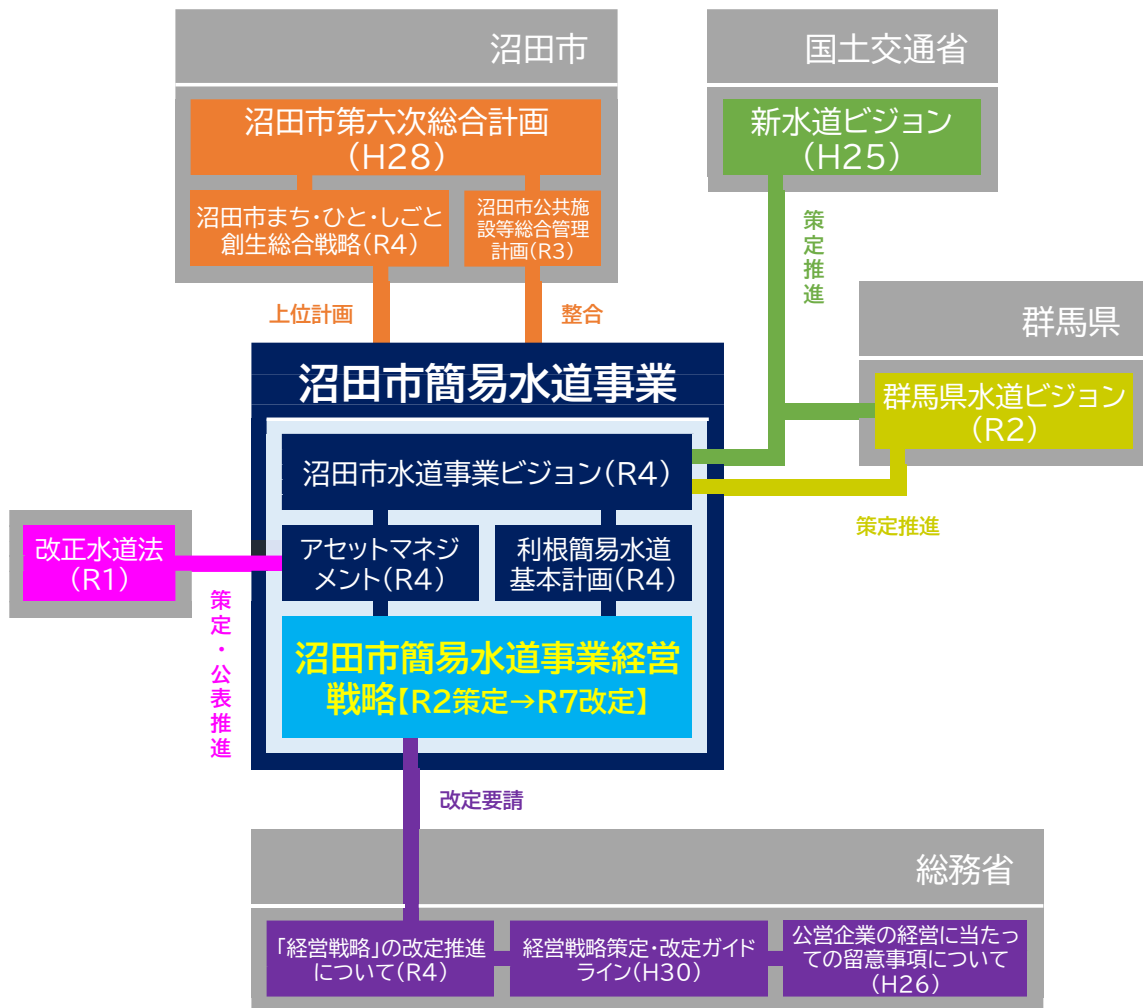 沼田市
沼田市第六次総合計画
(H28)
沼田市まち・ひと・しごと
創生総合戦略(R4)
沼田市公共施
設等総合管理
計画(R3)
上位計画
整合
国土交通省
新水道ビジョン
(H25)
策定推進
群馬県
群馬県水道ビジョン
(R2)
策定推進
沼田市簡易水道事業
沼田市水道事業ビジョン(R4)
アセットマネジ
メント(R4)
利根簡易水道
基本計画(R4)
沼田市簡易水道事業経営
戦略【R2策定→R7改定】
改正水道法
(R1)
策定・公表推進
改定要請
総務省
「経営戦略」の改定推進
について(R4)
経営戦略策定・改定ガイド
ライン(H30)
公営企業の経営に当たっ
ての留意事項について
(H26)